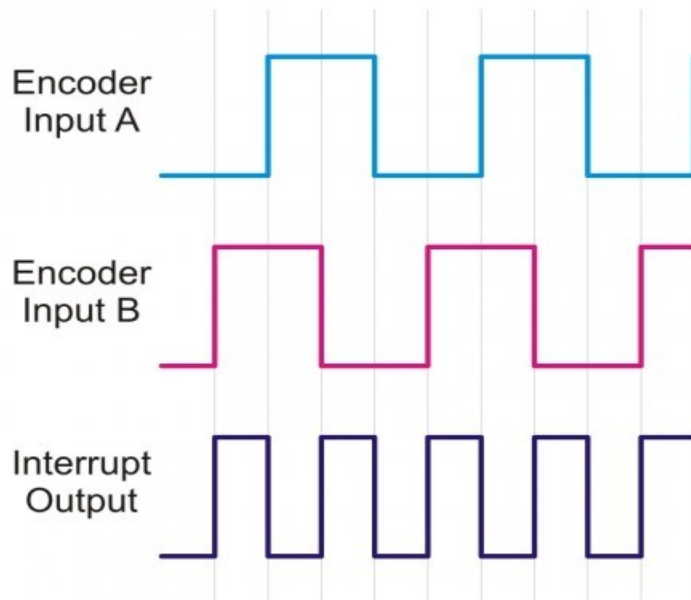 Encoder
Input A
Encoder
Input B
Interrupt
Output